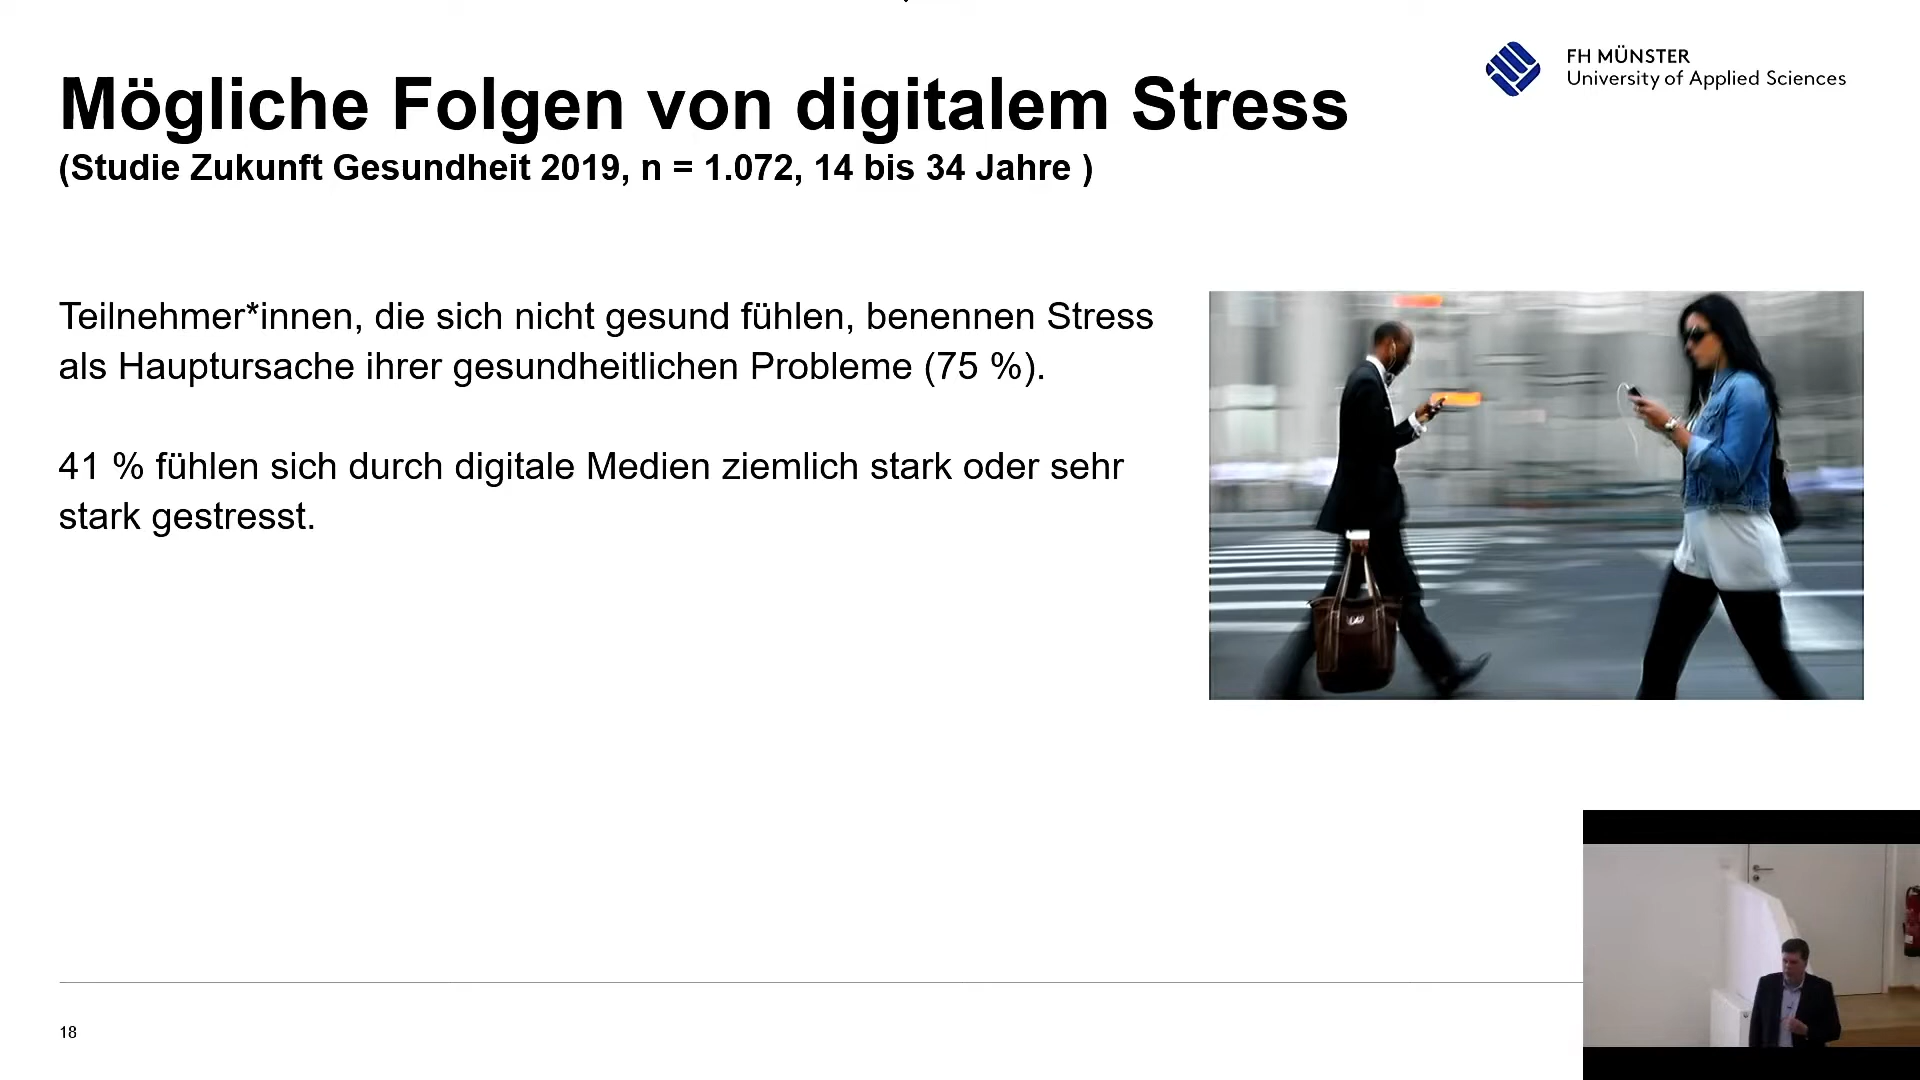 FH MÜNSTER
University of Applied Sciences
Mögliche Folgen von digitalem Stress
(Studie Zukunft Gesundheit 2019, n = 1.072, 14 bis 34 Jahre )
Teilnehmer*innen, die sich nicht gesund fühlen, benennen Stress
als Hauptursache ihrer gesundheitlichen Probleme (75 %).
41 % fühlen sich durch digitale Medien ziemlich stark oder sehr
stark gestresst.
18